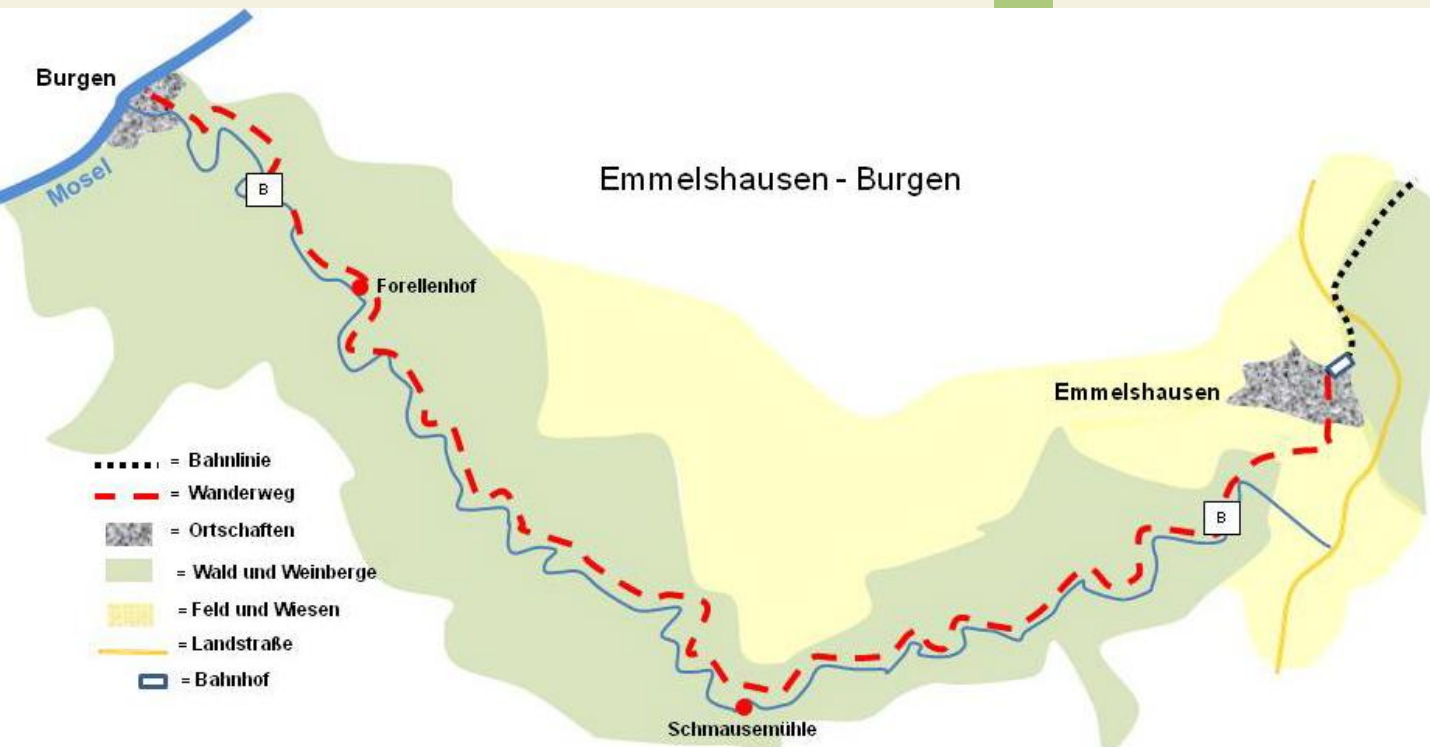 Burgen
Mosel
B
Emmelshausen - Burgen
Forellenhof
Emmelshausen
= Bahnlinie
= Wanderweg
= Ortschaften
= Wald und Weinberge
= Feld und Wiesen
= Landstraße
= Bahnhof
B
Schmausemühle